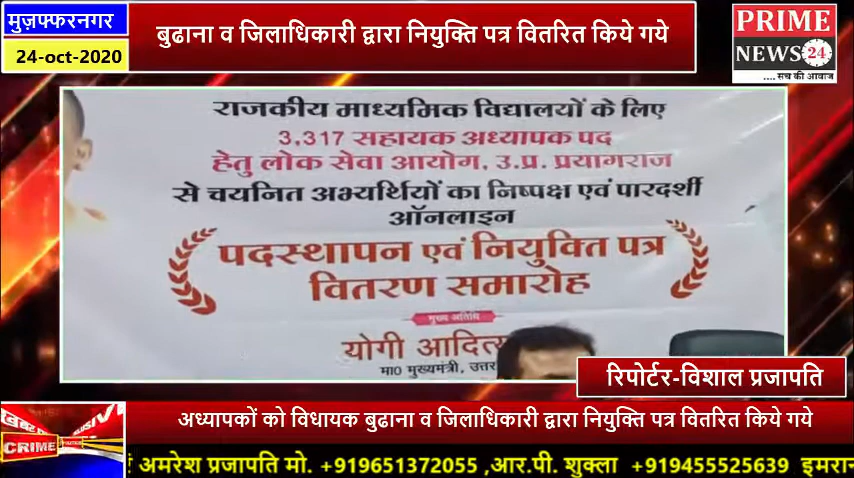 मुज़फ्फरनगर
24-oct-2020
बुढाना व जिलाधिकारी द्वारा नियुक्ति पत्र वितरित किये गये
PRIME
NEWS 24
....सच की आवाज
राजकीय माध्यमिक विद्यालयों के लिए
3,317 सहायक अध्यापक पद
हेतु लोक सेवा आयोग, उ.प्र. प्रयागराज
से चयनित अभ्यर्थियों का निष्पक्ष एवं पारदर्शी
ऑनलाइन
पदस्थापन एवं नियुक्ति पत्र
वितरण समारोह
मुख्य अतिथि
योगी आदित्य
मा0 मुख्यमंत्री, उत्तर
रिपोर्टर-विशाल प्रजापति
अध्यापकों को विधायक बुढाना व जिलाधिकारी द्वारा नियुक्ति पत्र वितरित किये गये
CRIME
अमरेश प्रजापति मो. +919651372055 ,आर.पी. शुक्ला +919455525639 इमरान